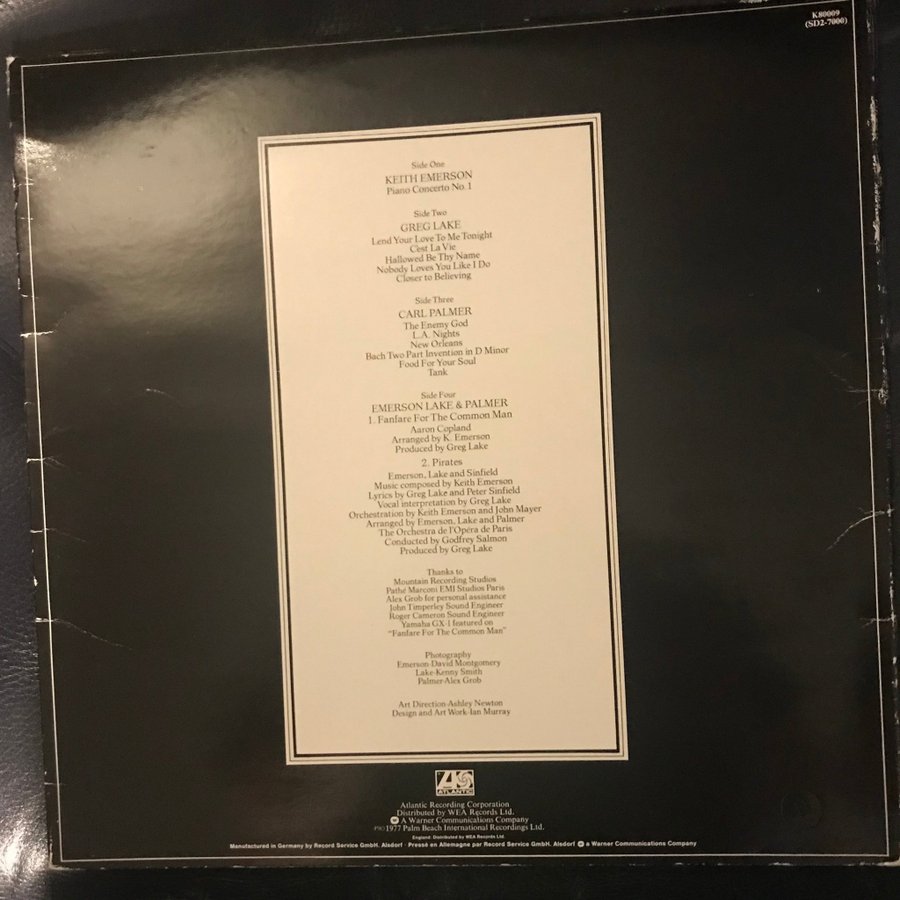 K80009
(SD2-7000)
Side One
KEITH EMERSON
Piano Concerto No. 1
Side Two
GREG LAKE
Lend Your Love To Me Tonight
C'est La Vie
Hallowed Be Thy Name
Nobody Loves You Like I Do
Closer to Believing
Side Three
CARL PALMER
The Enemy God
L.A. Nights
New Orleans
Bach Two Part Invention in D Minor
Food For Your Soul
Tank
Side Four
EMERSON LAKE & PALMER
1. Fanfare For The Common Man
Aaron Copland
Arranged by K. Emerson
Produced by Greg Lake
2. Pirates
Emerson, Lake and Sinfield
Music composed by Keith Emerson
Lyrics by Greg Lake and Peter Sinfield
Vocal interpretation by Greg Lake
Orchestration by Keith Emerson and John Mayer
Arranged by Emerson, Lake and Palmer
The Orchestra de l'Opéra de Paris
Conducted by Godfrey Salmon
Produced by Greg Lake
Thanks to
Mountain Recording Studios
Pathé Marconi EMI Studios Paris
Alex Grob for personal assistance
John Timperley Sound Engineer
Roger Cameron Sound Engineer
Yamaha GX-1 featured on
"Fanfare For The Common Man"
Photography
Emerson-David Montgomery
Lake-Kenny Smith
Palmer-Alex Grob
Art Direction-Ashley Newton
Design and Art Work-Ian Murray
ATLANTIC
Atlantic Recording Corporation
Distributed by WEA Records Ltd.
A Warner Communications Company
℗©1977 Palm Beach International Recordings Ltd.
England: Distributed by WEA Records Ltd.
Manufactured in Germany by Record Service GmbH. Alsdorf · Pressé en Allemagne par Record Service GmbH. Alsdorf a Warner Communications Company